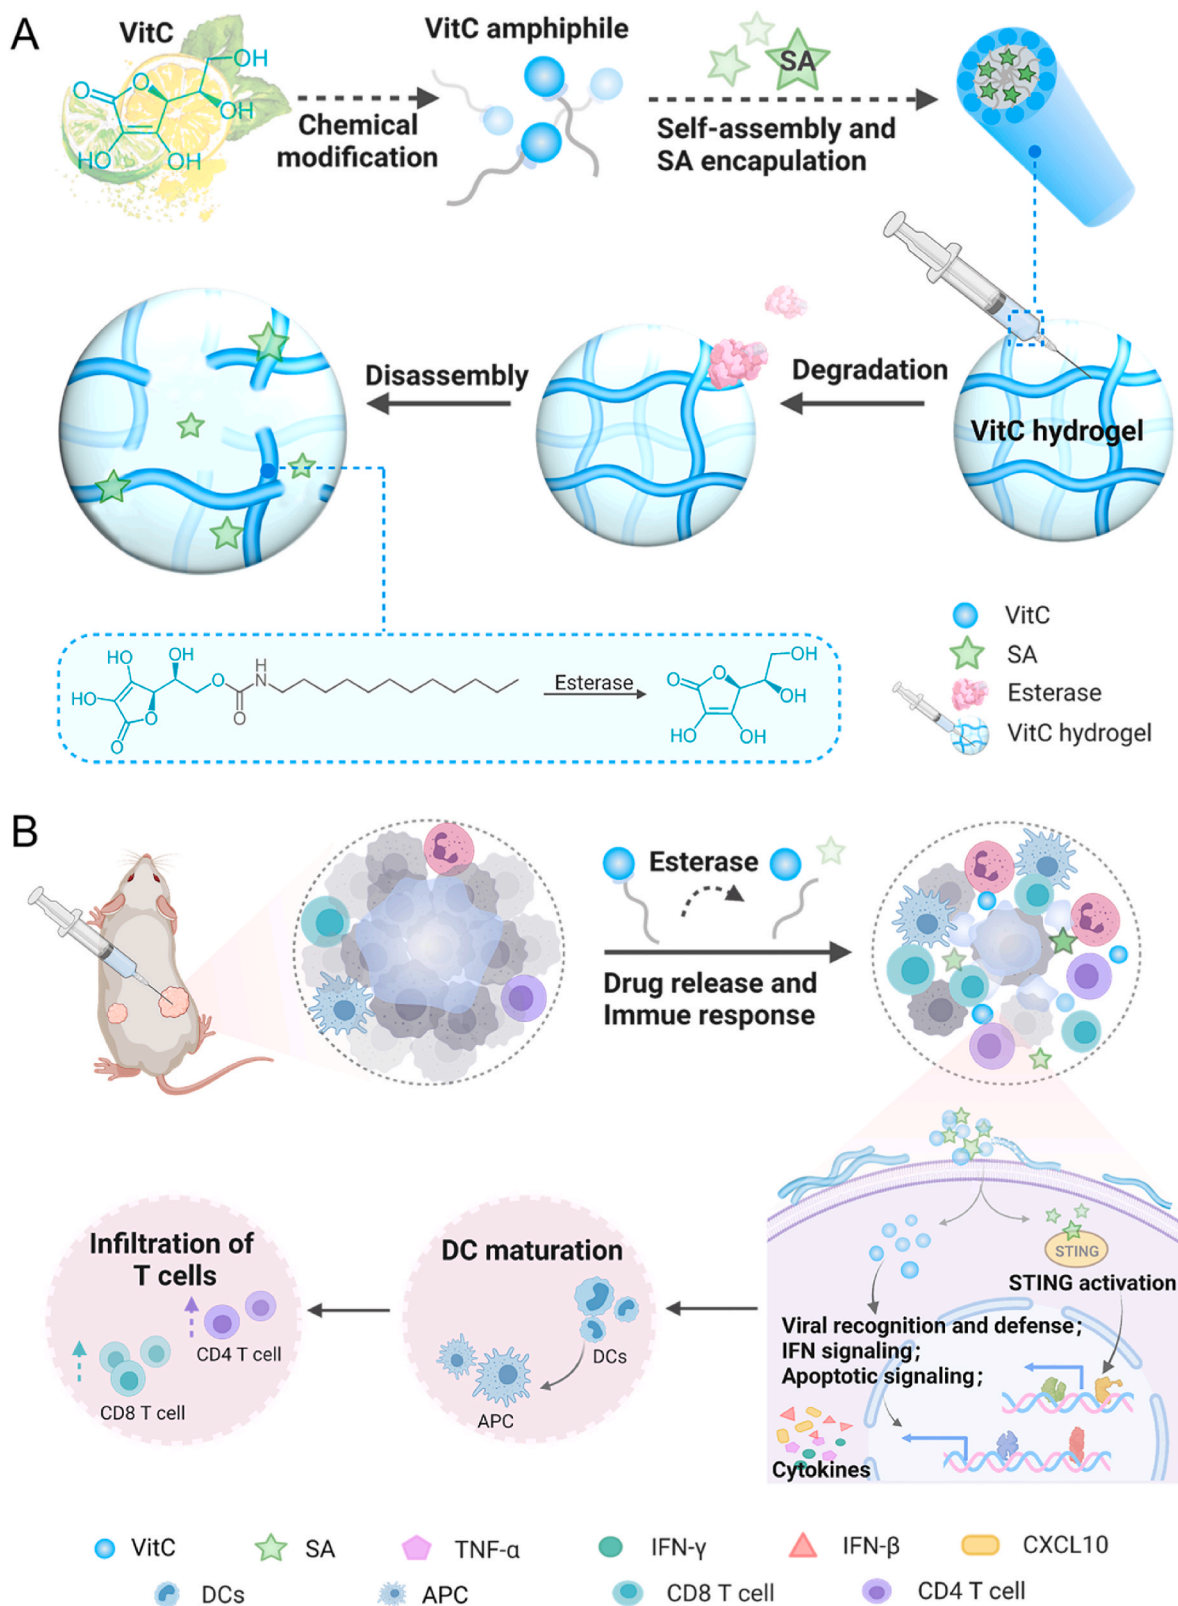 A
VitC
O
O
OH
OH
HO
OH
Chemical
modification
VitC amphiphile
SA
Self-assembly and
SA encapulation
Disassembly
Degradation
VitC hydrogel
HO
OH
HO
O
O
O
O
H
N
Esterase
O
O
OH
OH
HO
OH
VitC
SA
Esterase
VitC hydrogel
B
Esterase
Drug release and
Immue response
Infiltration of
T cells
CD4 T cell
CD8 T cell
DC maturation
DCs
APC
STING
STING activation
Viral recognition and defense;
IFN signaling;
Apoptotic signaling;
Cytokines
VitC
SA
TNF-α
IFN-γ
IFN-β
CXCL10
DCs
APC
CD8 T cell
CD4 T cell